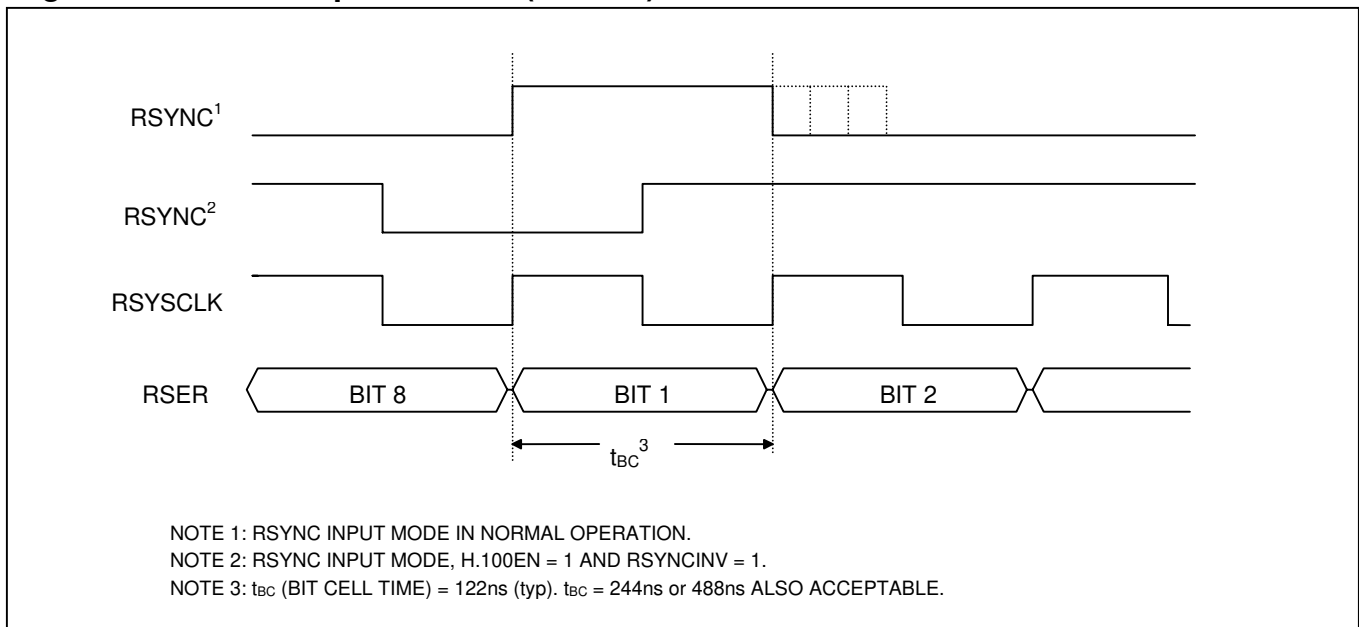 RSYNC1
RSYNC2
RSYSCLK
RSER BIT 8 BIT 1 BIT 2
tBC3
NOTE 1: RSYNC INPUT MODE IN NORMAL OPERATION.
NOTE 2: RSYNC INPUT MODE, H.100EN = 1 AND RSYNCINV = 1.
NOTE 3: tBC (BIT CELL TIME) = 122ns (typ). tBC = 244ns or 488ns ALSO ACCEPTABLE.